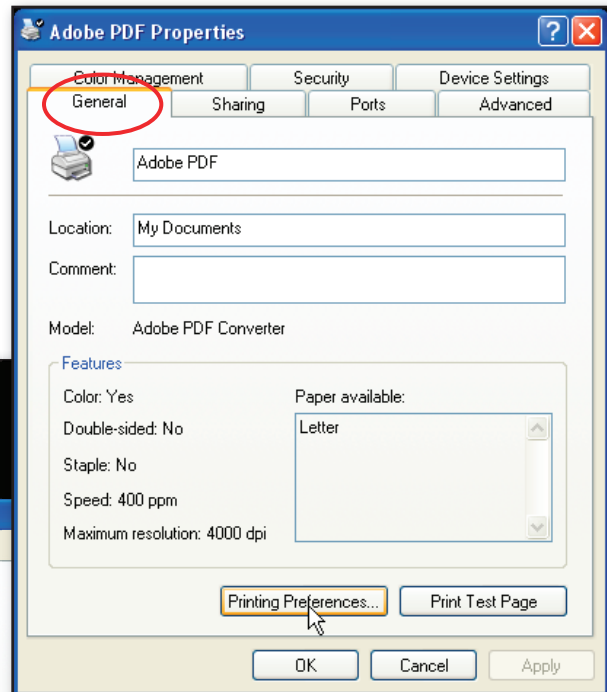 Adobe PDF Properties
Color Management Security Device Settings
General Sharing Ports Advanced
Adobe PDF
Location: My Documents
Comment:
Model: Adobe PDF Converter
Features
Color: Yes Paper available:
Double-sided: No Letter
Staple: No
Speed: 400 ppm
Maximum resolution: 4000 dpi
Printing Preferences... Print Test Page
OK Cancel Apply